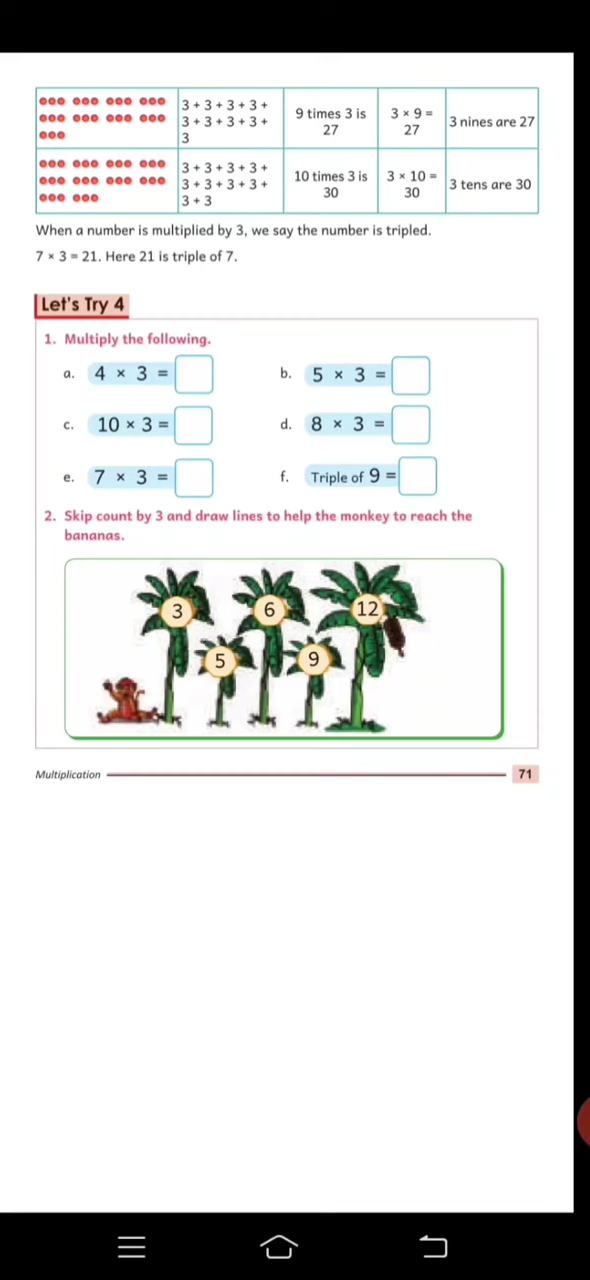 3 + 3 + 3 + 3 +
3 + 3 + 3 + 3 +
3
9 times 3 is
27
3 × 9 =
27
3 nines are 27
3 + 3 + 3 + 3 +
3 + 3 + 3 + 3 +
3 + 3
10 times 3 is
30
3 × 10 =
30
3 tens are 30
When a number is multiplied by 3, we say the number is tripled.
7 × 3 = 21. Here 21 is triple of 7.
Let's Try 4
1. Multiply the following.
a. 4 × 3 =
b. 5 × 3 =
c. 10 × 3 =
d. 8 × 3 =
e. 7 × 3 =
f. Triple of 9 =
2. Skip count by 3 and draw lines to help the monkey to reach the
bananas.
3
6
12
5
9
Multiplication
71